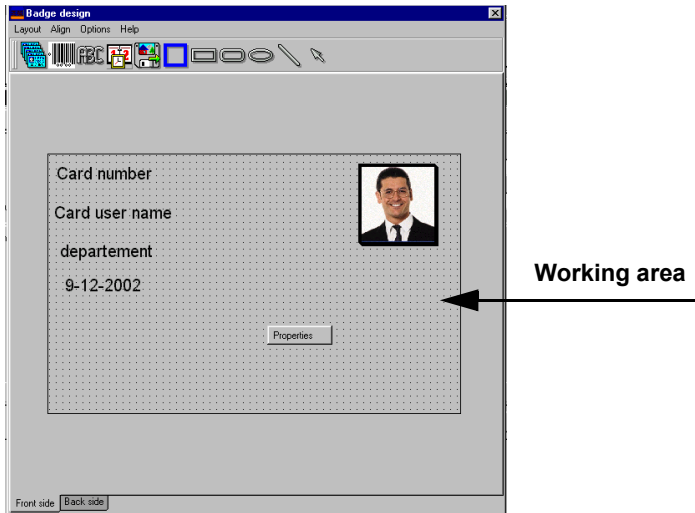 Badge design
Layout Align Options Help
ABC
Card number
Card user name
departement
9-12-2002
Working area
Properties
Front side Back side